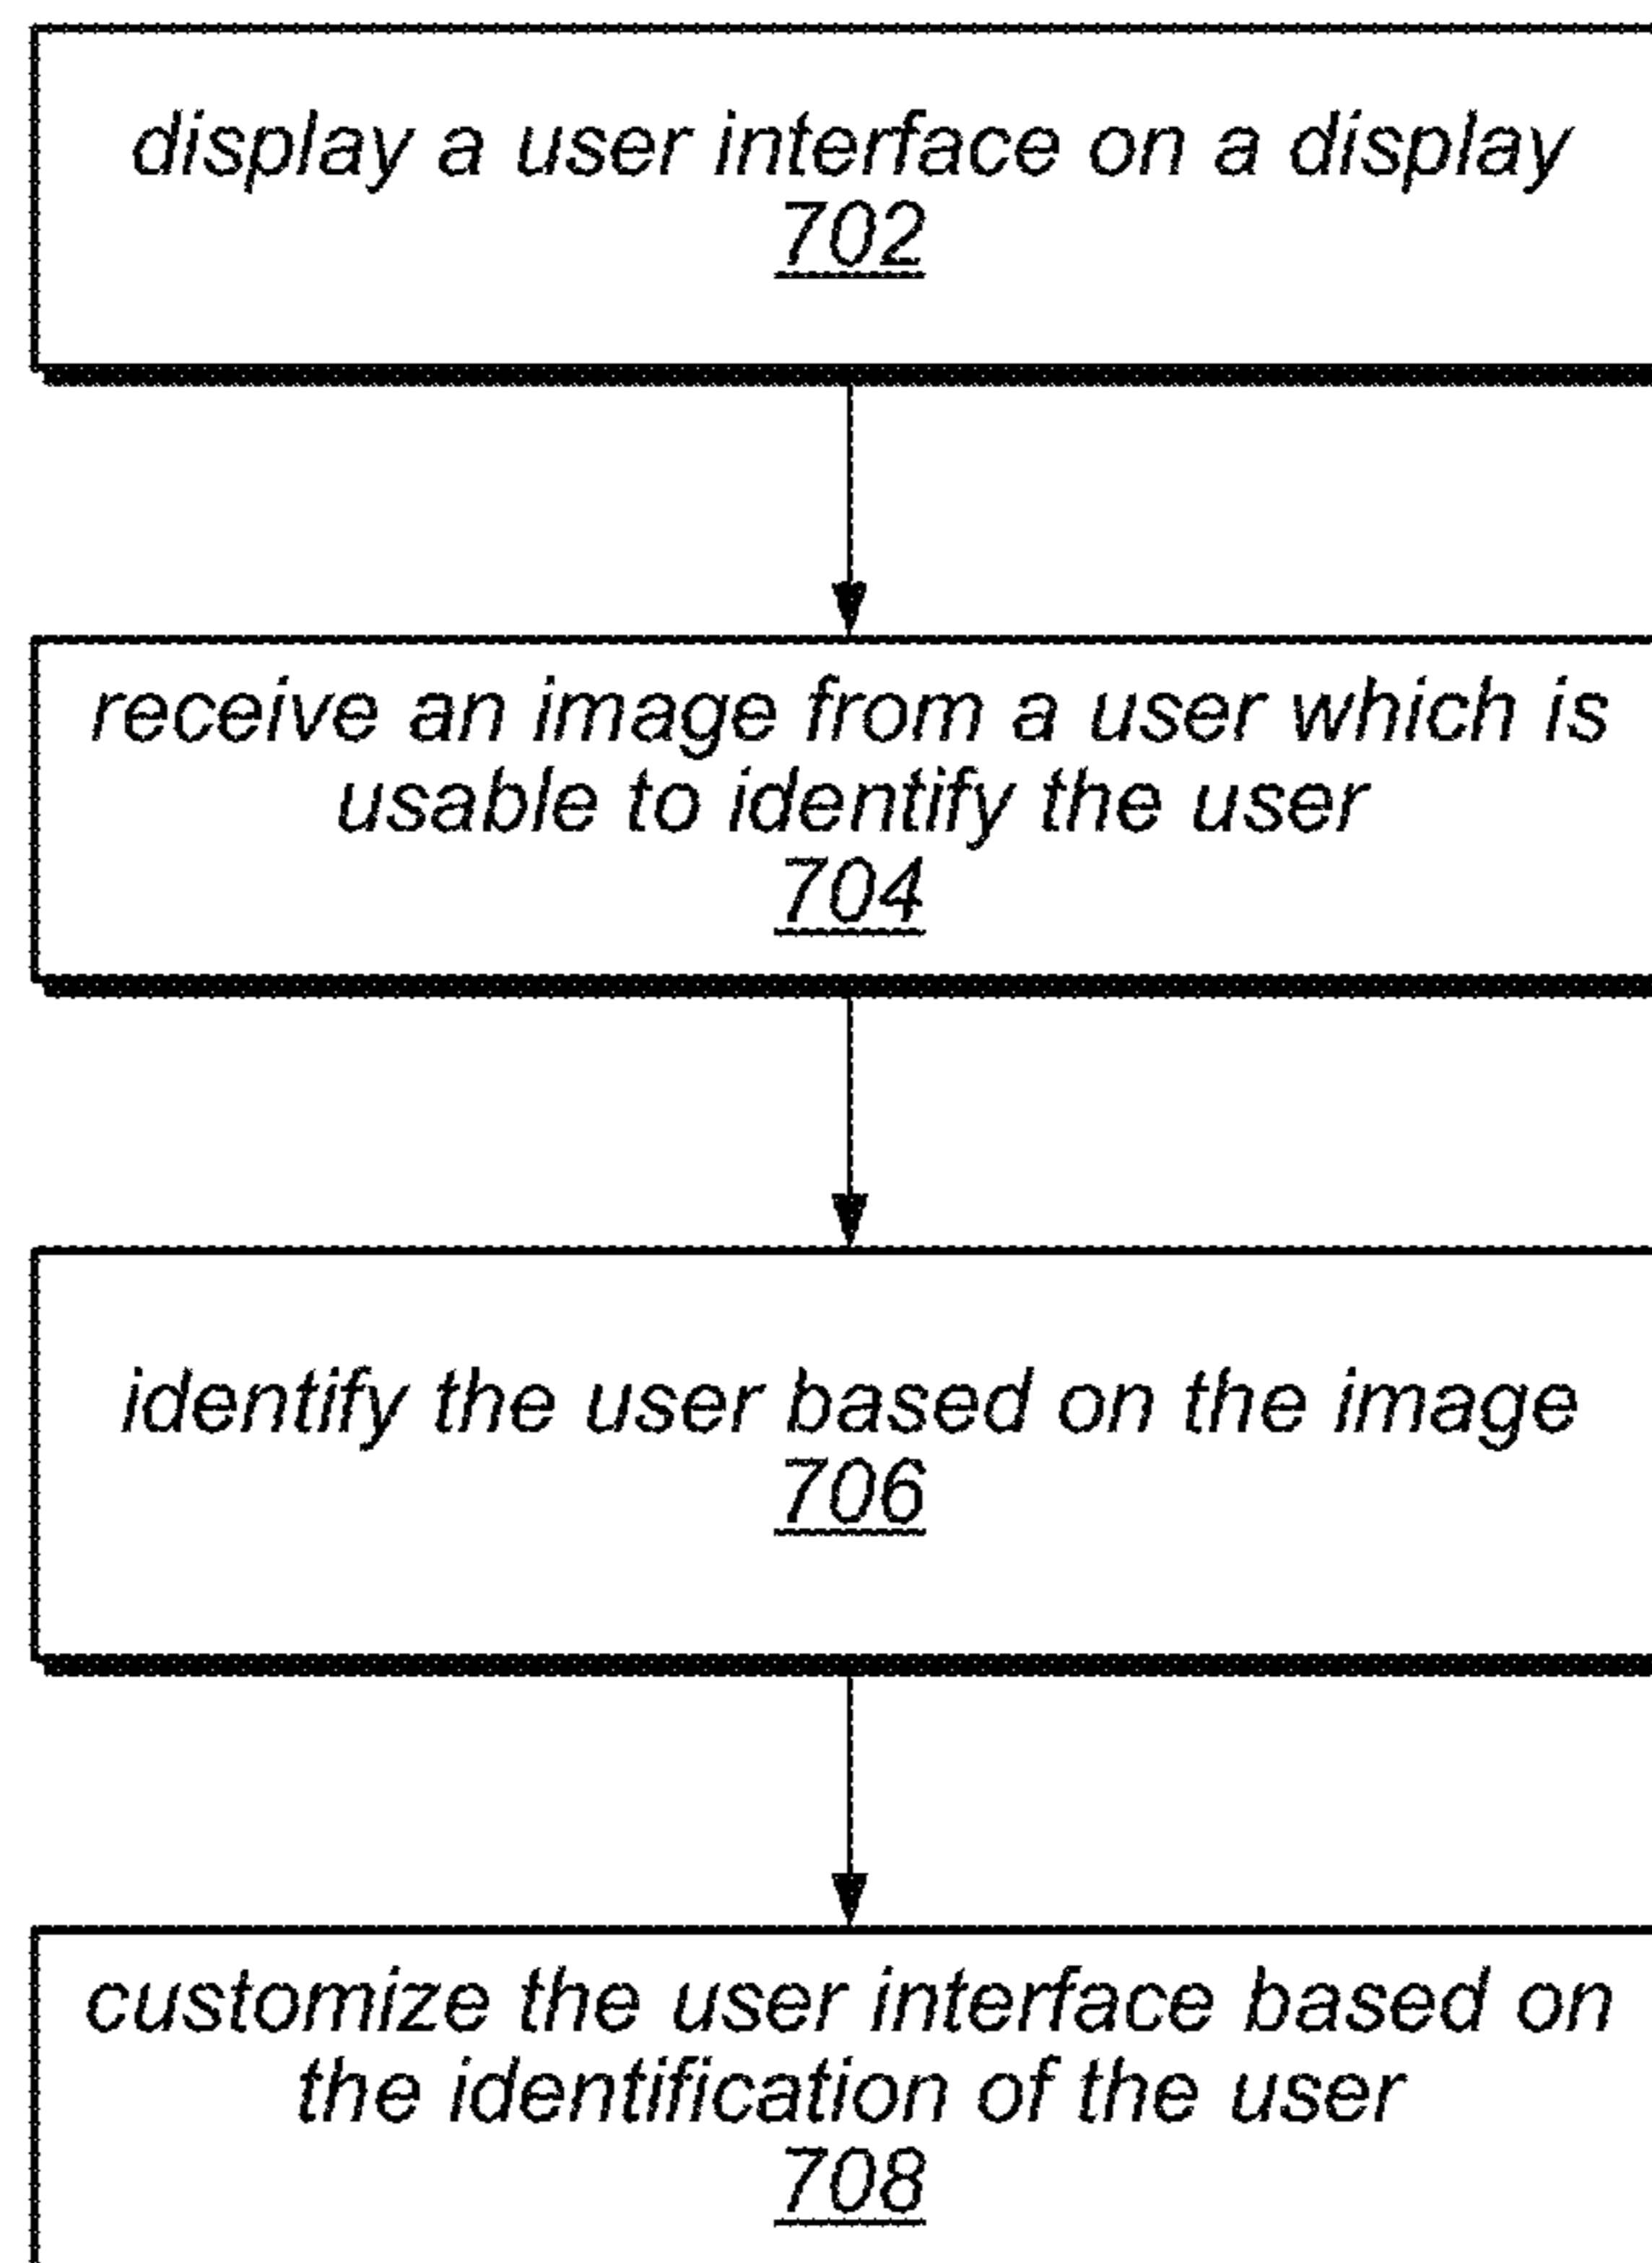 display a user interface on a display
702
receive an image from a user which is
usable to identify the user
704
identify the user based on the image
706
customize the user interface based on
the identification of the user
708